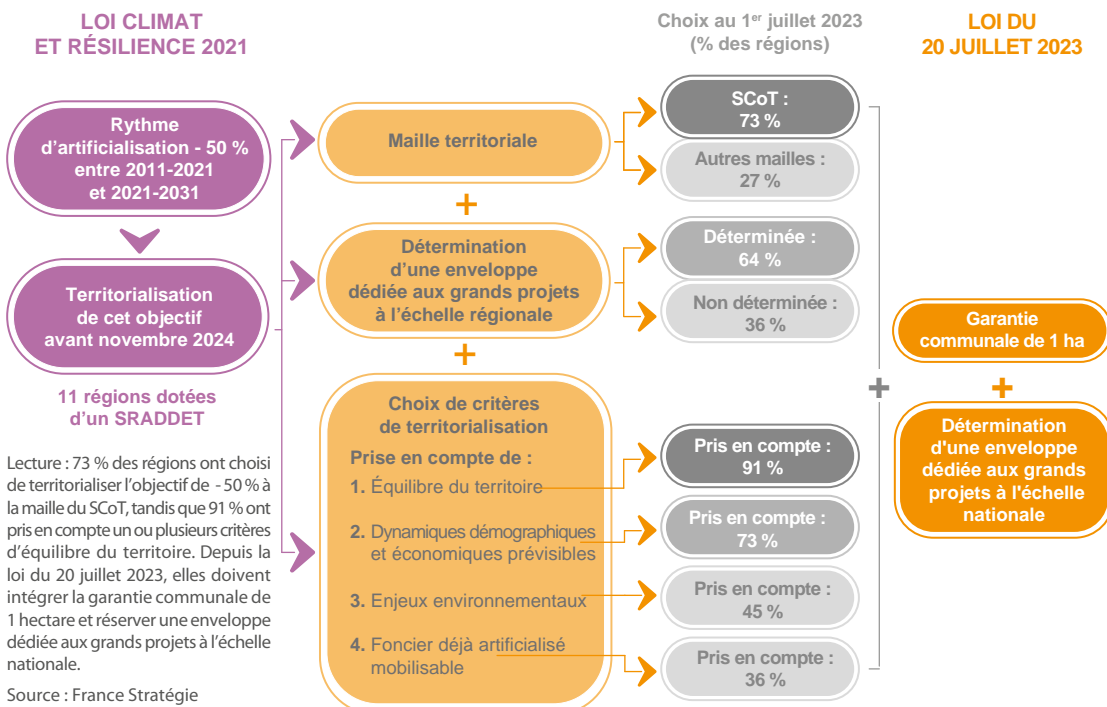 LOI CLIMAT
ET RÉSILIENCE 2021
Rythme
d’artificialisation - 50 %
entre 2011-2021
et 2021-2031
Territorialisation
de cet objectif
avant novembre 2024
11 régions dotées
d’un SRADDET
Lecture : 73 % des régions ont choisi
de territorialiser l’objectif de - 50 % à
la maille du SCoT, tandis que 91 % ont
pris en compte un ou plusieurs critères
d’équilibre du territoire. Depuis la
loi du 20 juillet 2023, elles doivent
intégrer la garantie communale de
1 hectare et réserver une enveloppe
dédiée aux grands projets à l’échelle
nationale.
Source : France Stratégie
Maille territoriale
+
Détermination
d’une enveloppe
dédiée aux grands projets
à l’échelle régionale
+
Choix de critères
de territorialisation
Prise en compte de :
1. Équilibre du territoire
2. Dynamiques démographiques
et économiques prévisibles
3. Enjeux environnementaux
4. Foncier déjà artificialisé
mobilisable
Choix au 1er juillet 2023
(% des régions)
SCoT :
73 %
Autres mailles :
27 %
Déterminée :
64 %
Non déterminée :
36 %
Pris en compte :
91 %
Pris en compte :
73 %
Pris en compte :
45 %
Pris en compte :
36 %
+
LOI DU
20 JUILLET 2023
Garantie
communale de 1 ha
+
Détermination
d'une enveloppe
dédiée aux grands
projets à l'échelle
nationale